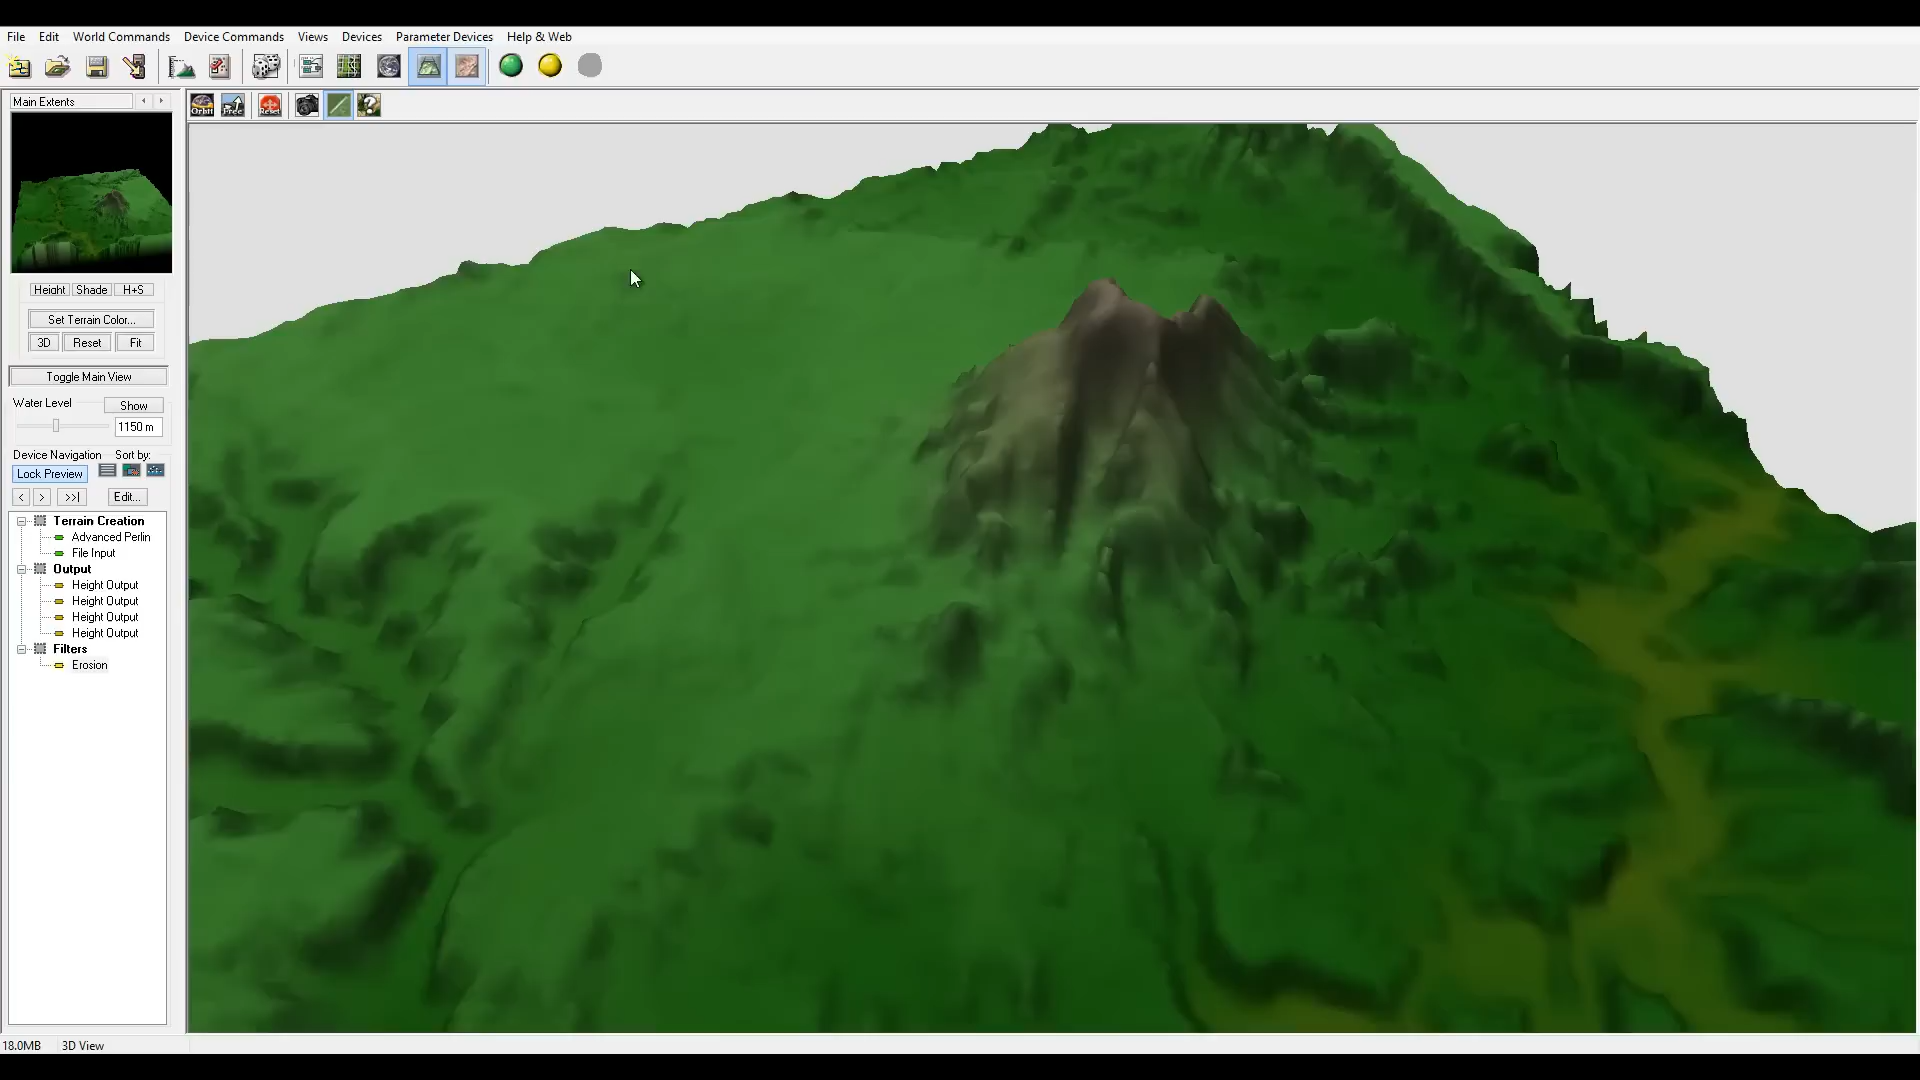 File Edit World Commands Device Commands Views Devices Parameter Devices Help & Web
Main Extents
Orbit Free Reset
Height Shade H+S
Set Terrain Color...
3D Reset Fit
Toggle Main View
Water Level Show
1150 m
Device Navigation Sort by:
Lock Preview
< > >>| Edit...
Terrain Creation
Advanced Perlin
File Input
Output
Height Output
Height Output
Height Output
Height Output
Filters
Erosion
18.0MB 3D View